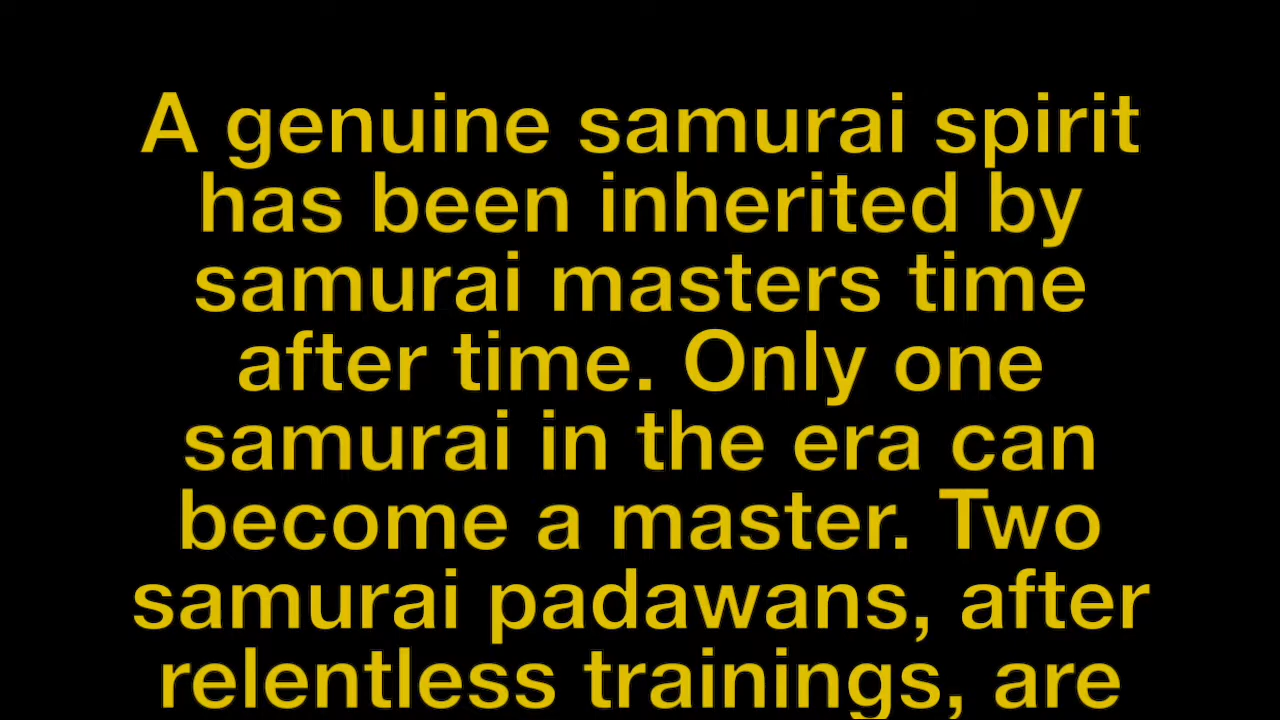 A genuine samurai spirit
has been inherited by
samurai masters time
after time. Only one
samurai in the era can
become a master. Two
samurai padawans, after
relentless trainings, are